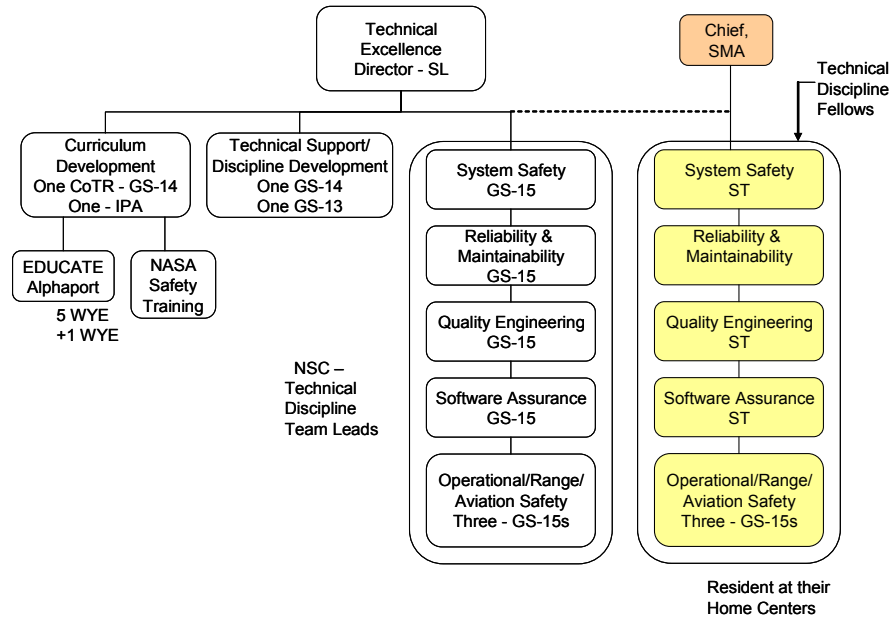 Technical
Excellence
Director - SL
Chief,
SMA
Technical
Discipline
Fellows
Curriculum
Development
One CoTR - GS-14
One - IPA
Technical Support/
Discipline Development
One GS-14
One GS-13
EDUCATE
Alphaport
5 WYE
+1 WYE
NASA
Safety
Training
NSC –
Technical
Discipline
Team Leads
System Safety
GS-15
Reliability &
Maintainability
GS-15
Quality Engineering
GS-15
Software Assurance
GS-15
Operational/Range/
Aviation Safety
Three - GS-15s
System Safety
ST
Reliability &
Maintainability
Quality Engineering
ST
Software Assurance
ST
Operational/Range/
Aviation Safety
Three - GS-15s
Resident at their
Home Centers